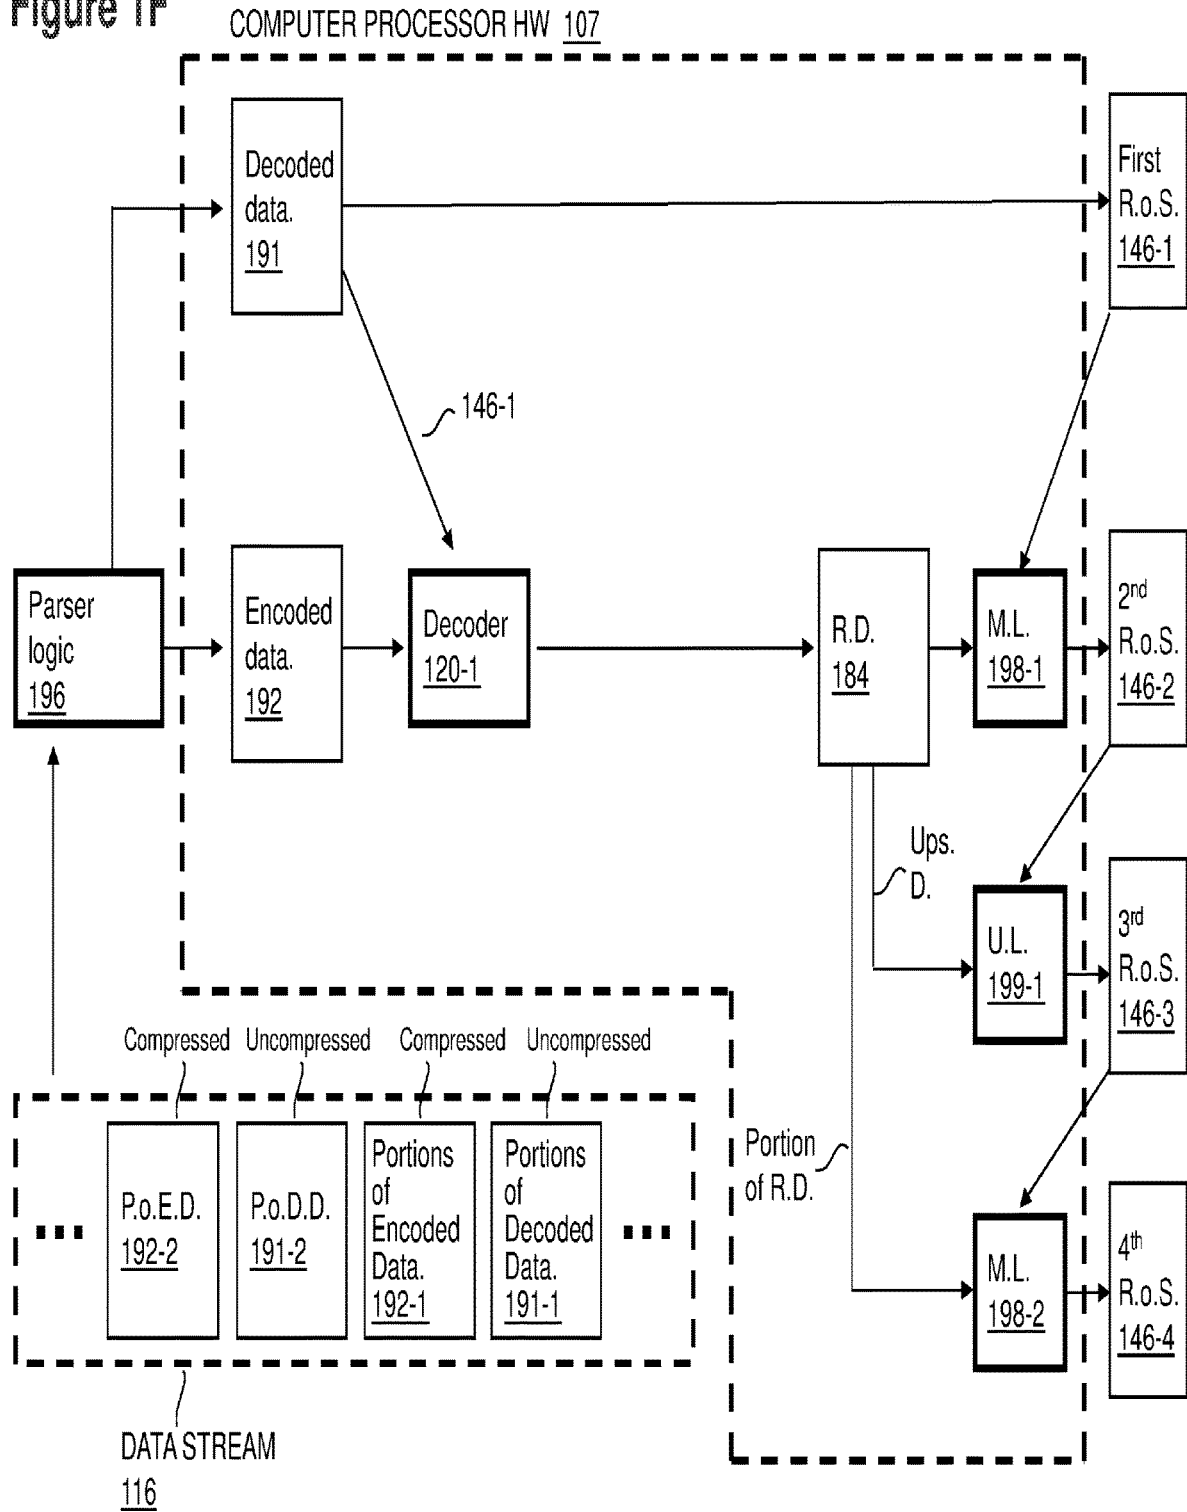 Figure 1F
COMPUTER PROCESSOR HW 107
Decoded
data.
191
First
R.o.S.
146-1
146-1
Parser
logic
196
Encoded
data.
192
Decoder
120-1
R.D.
184
M.L.
198-1
2nd
R.o.S.
146-2
Ups.
D.
U.L.
199-1
3rd
R.o.S.
146-3
Compressed
Uncompressed
Compressed
Uncompressed
P.o.E.D.
192-2
P.o.D.D.
191-2
Portions
of
Encoded
Data.
192-1
Portions
of
Decoded
Data.
191-1
Portion
of R.D.
M.L.
198-2
4th
R.o.S.
146-4
DATA STREAM
116